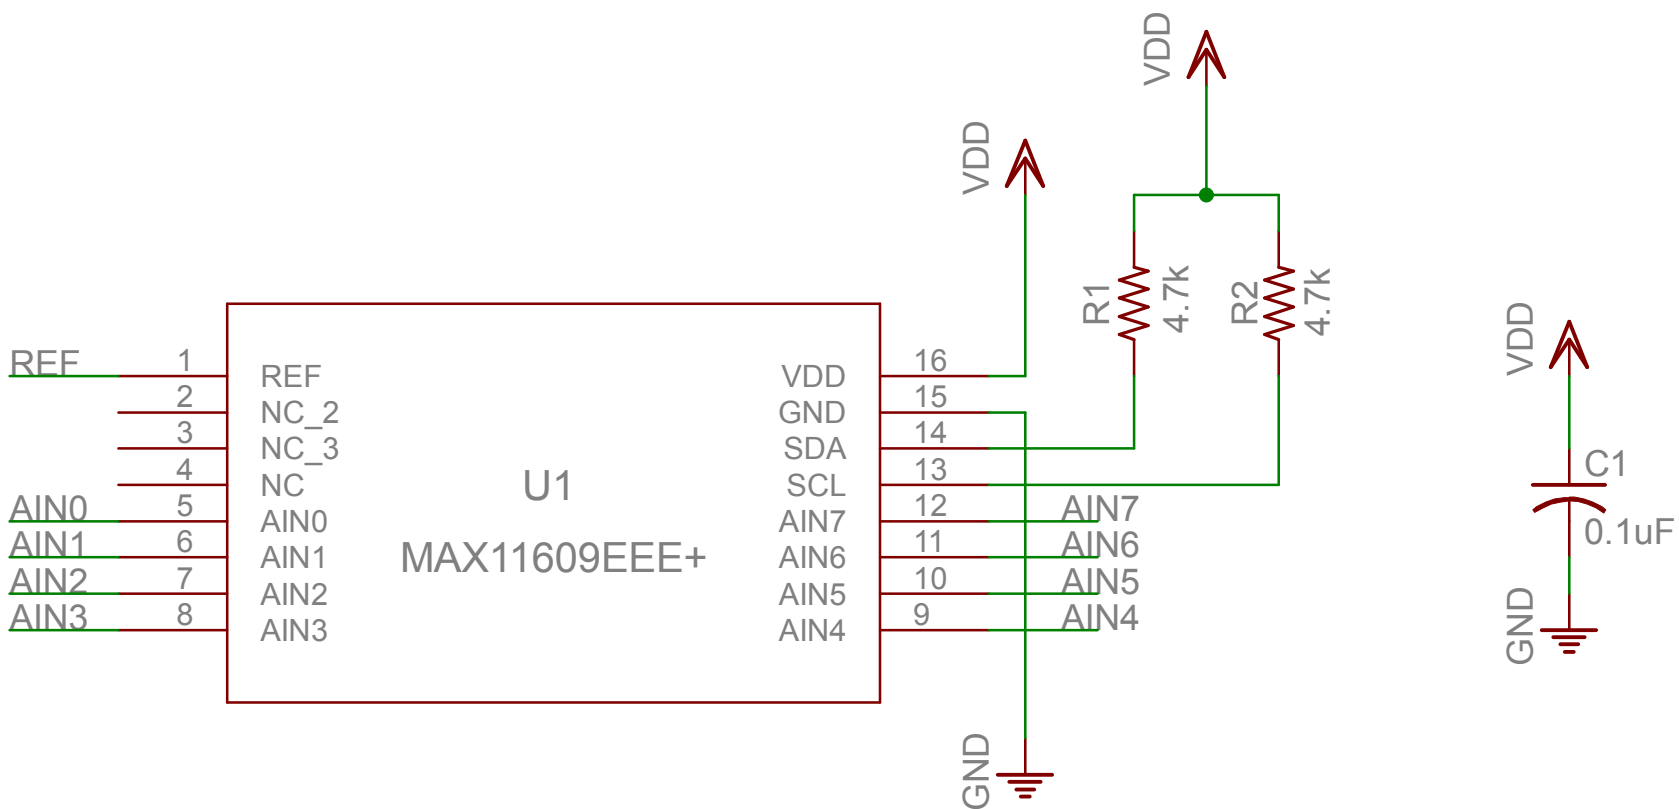 VDD
VDD
R1
4.7k
R2
4.7k
VDD
REF 1 REF VDD 16
2 NC_2 GND 15
3 NC_3 SDA 14
4 NC SCL 13
AIN0 5 AIN0 AIN7 12 AIN7
AIN1 6 AIN1 AIN6 11 AIN6
AIN2 7 AIN2 AIN5 10 AIN5
AIN3 8 AIN3 AIN4 9 AIN4
U1
MAX11609EEE+
C1
0.1uF
GND
GND